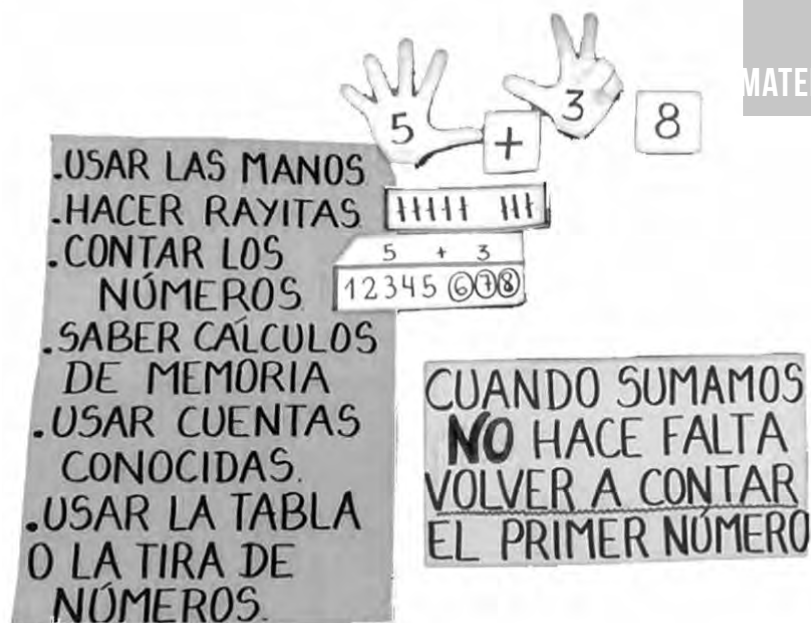 MATE
5 + 3 8
.USAR LAS MANOS
.HACER RAYITAS
.CONTAR LOS
NÚMEROS
5 + 3
12345 678
.SABER CÁLCULOS
DE MEMORIA
.USAR CUENTAS
CONOCIDAS.
.USAR LA TABLA
O LA TIRA DE
NÚMEROS.
CUANDO SUMAMOS
NO HACE FALTA
VOLVER A CONTAR
EL PRIMER NÚMERO